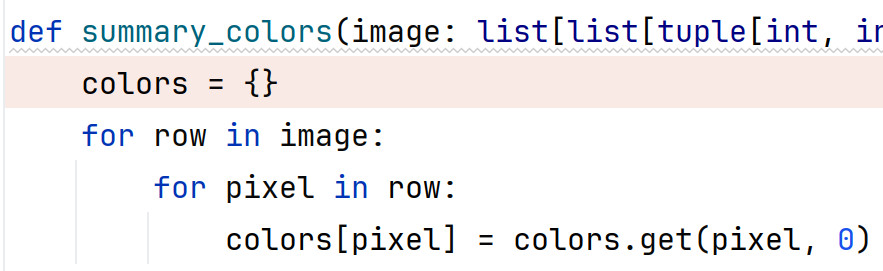 def summary_colors(image: list[list[tuple[int, in
    colors = {}
    for row in image:
        for pixel in row:
            colors[pixel] = colors.get(pixel, 0)